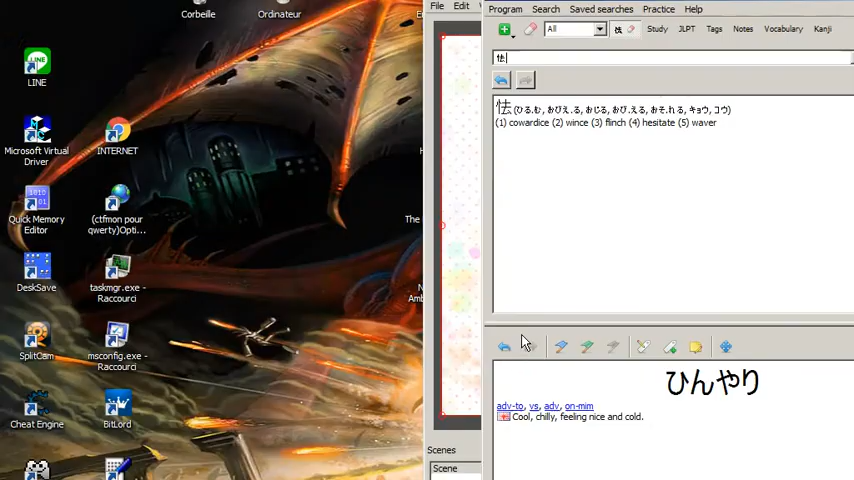 Corbeille
Ordinateur
LINE
Microsoft Virtual
Driver
INTERNET
Quick Memory
Editor
(ctfmon pour
qwerty)Opti...
DeskSave
taskmgr.exe -
Raccourci
SplitCam
msconfig.exe -
Raccourci
Cheat Engine
BitLord
File Edit
Scenes
Scene
Program Search Saved searches Practice Help
All
Study JLPT Tags Notes Vocabulary Kanji
怯
怯 (ひる.む, おび.える, おじる, おび.える, おそ.れる, キョウ, コウ)
(1) cowardice (2) wince (3) flinch (4) hesitate (5) waver
ひんやり
adv-to, vs, adv, on-mim
Cool, chilly, feeling nice and cold.